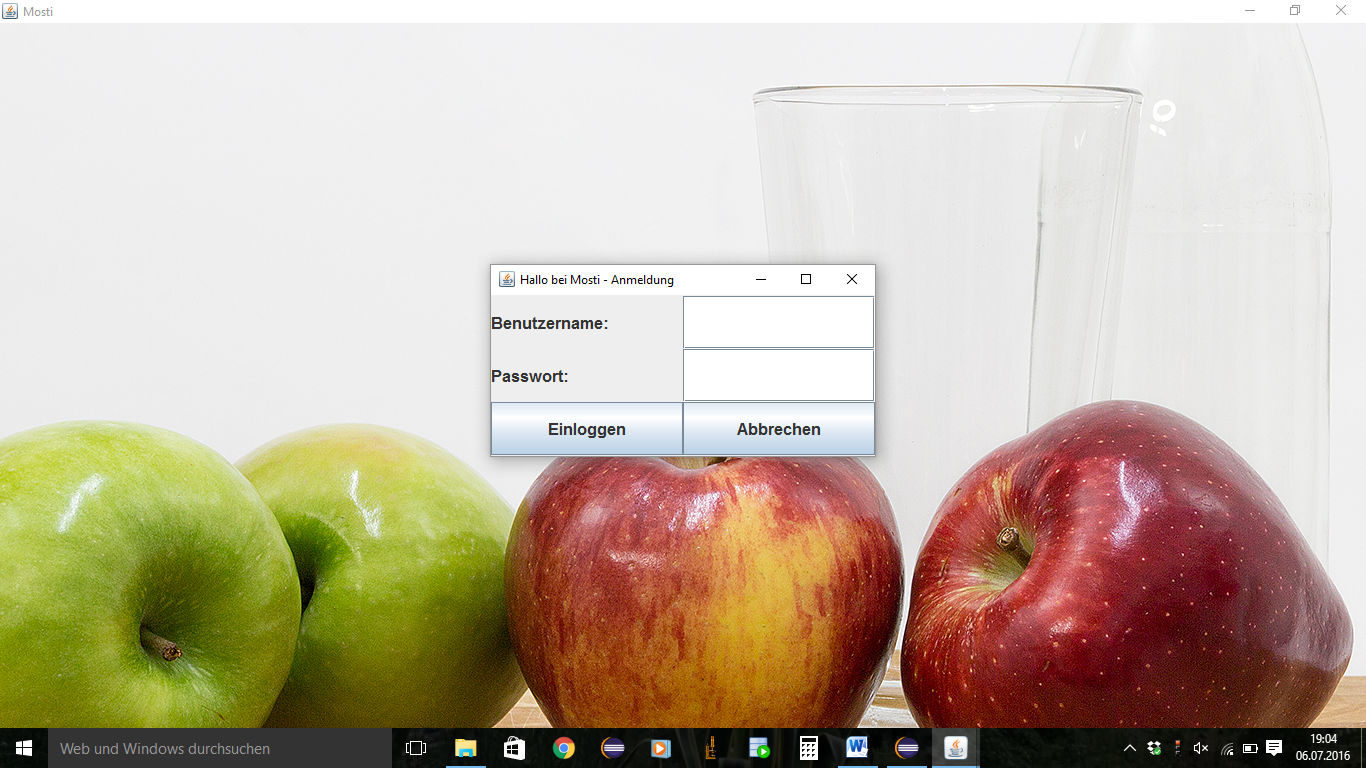 Mosti
Hallo bei Mosti - Anmeldung
Benutzername:
Passwort:
Einloggen Abbrechen
Web und Windows durchsuchen
19:04
06.07.2016